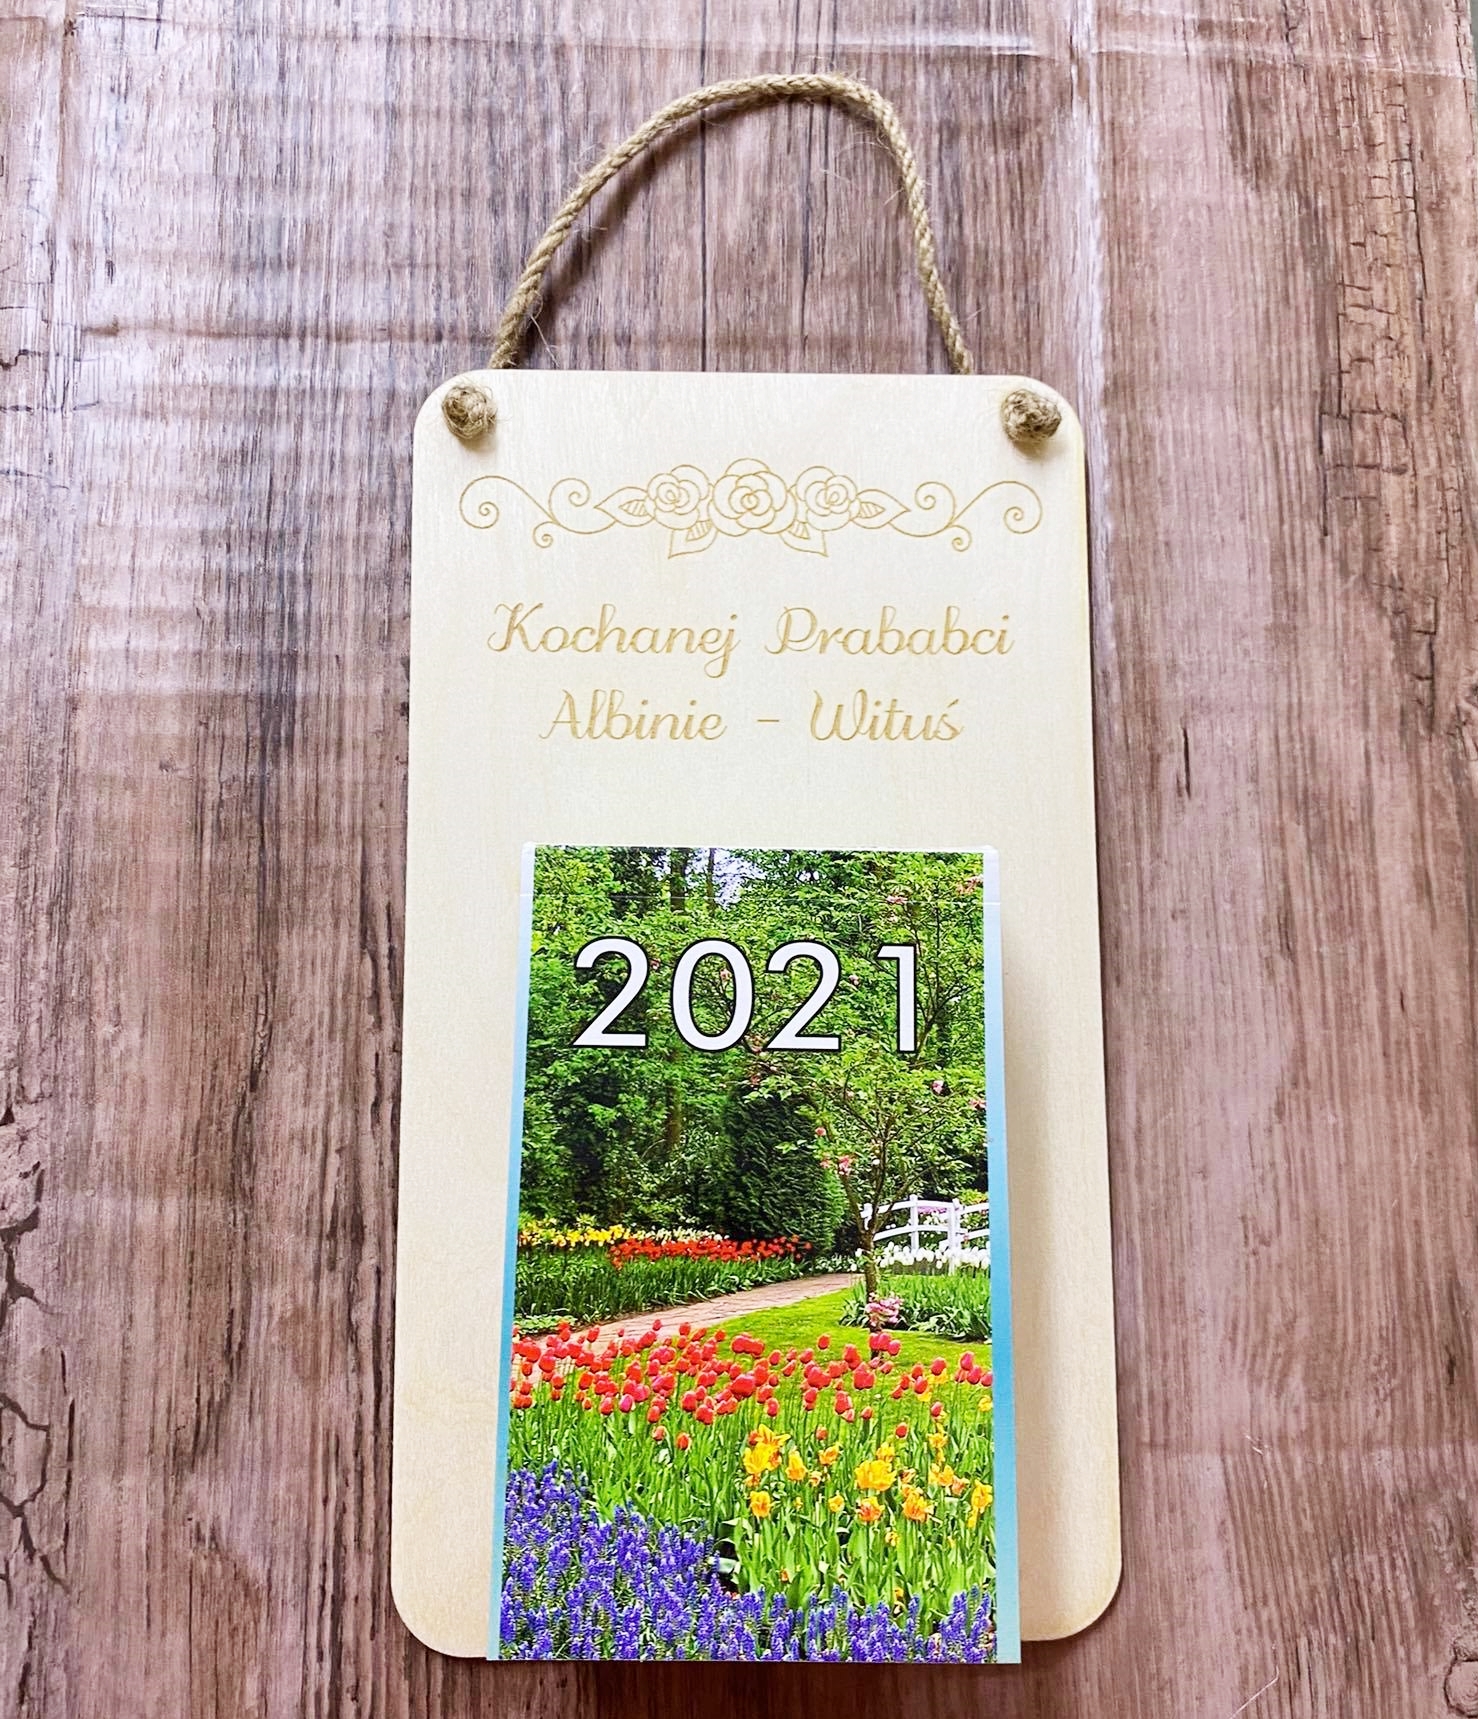 Kochanej Prababci
Albinie - Wituś
2021